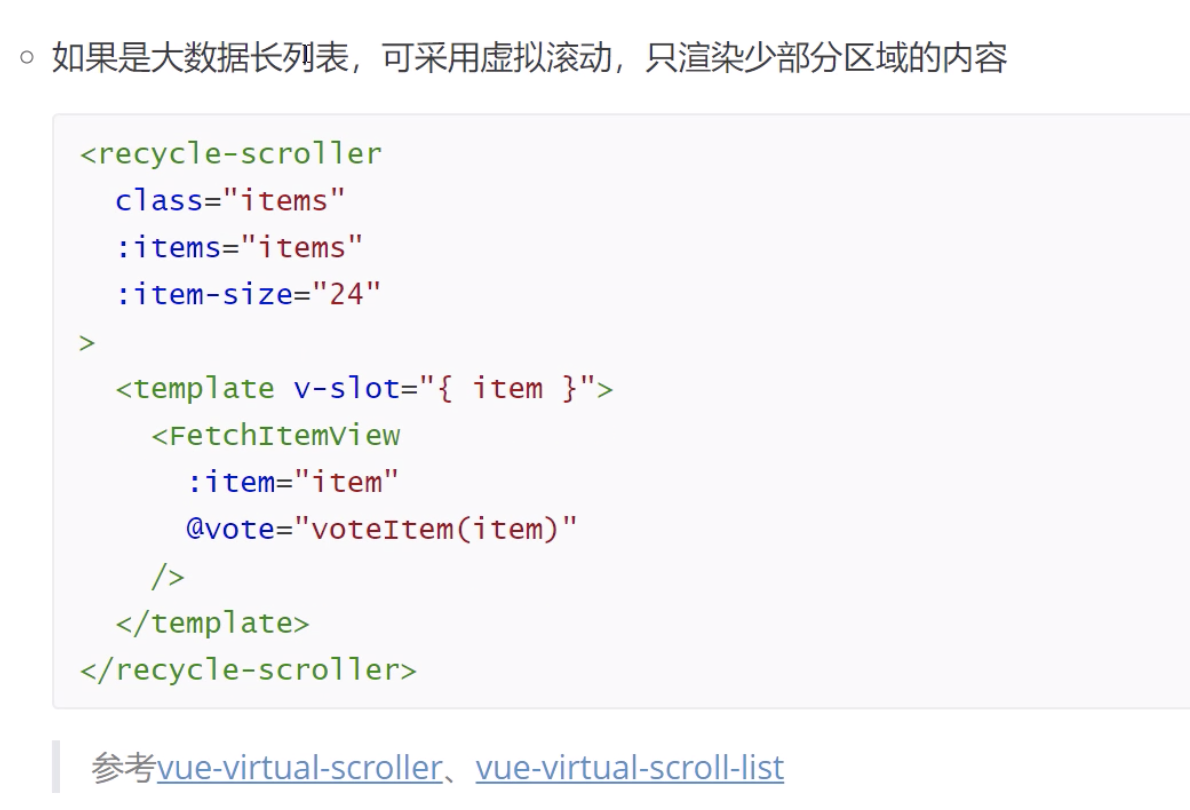 如果是大数据长列表，可采用虚拟滚动，只渲染少部分区域的内容
<recycle-scroller
  class="items"
  :items="items"
  :item-size="24"
>
  <template v-slot="{ item }">
    <FetchItemView
      :item="item"
      @vote="voteItem(item)"
    />
  </template>
</recycle-scroller>
参考vue-virtual-scroller、vue-virtual-scroll-list